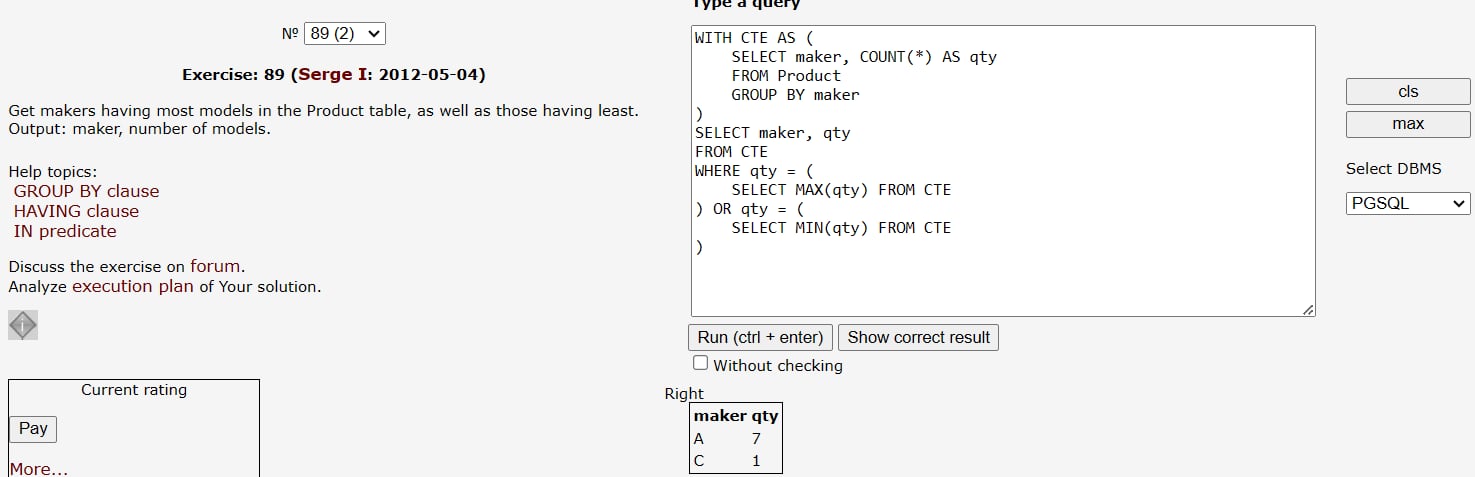 Type a query
№ 89 (2)
Exercise: 89 (Serge I: 2012-05-04)
Get makers having most models in the Product table, as well as those having least.
Output: maker, number of models.
Help topics:
GROUP BY clause
HAVING clause
IN predicate
Discuss the exercise on forum.
Analyze execution plan of Your solution.
i
Current rating
Pay
More...
WITH CTE AS (
    SELECT maker, COUNT(*) AS qty
    FROM Product
    GROUP BY maker
)
SELECT maker, qty
FROM CTE
WHERE qty = (
    SELECT MAX(qty) FROM CTE
) OR qty = (
    SELECT MIN(qty) FROM CTE
)
Run (ctrl + enter) Show correct result
Without checking
Right
maker qty
A 7
C 1
cls
max
Select DBMS
PGSQL